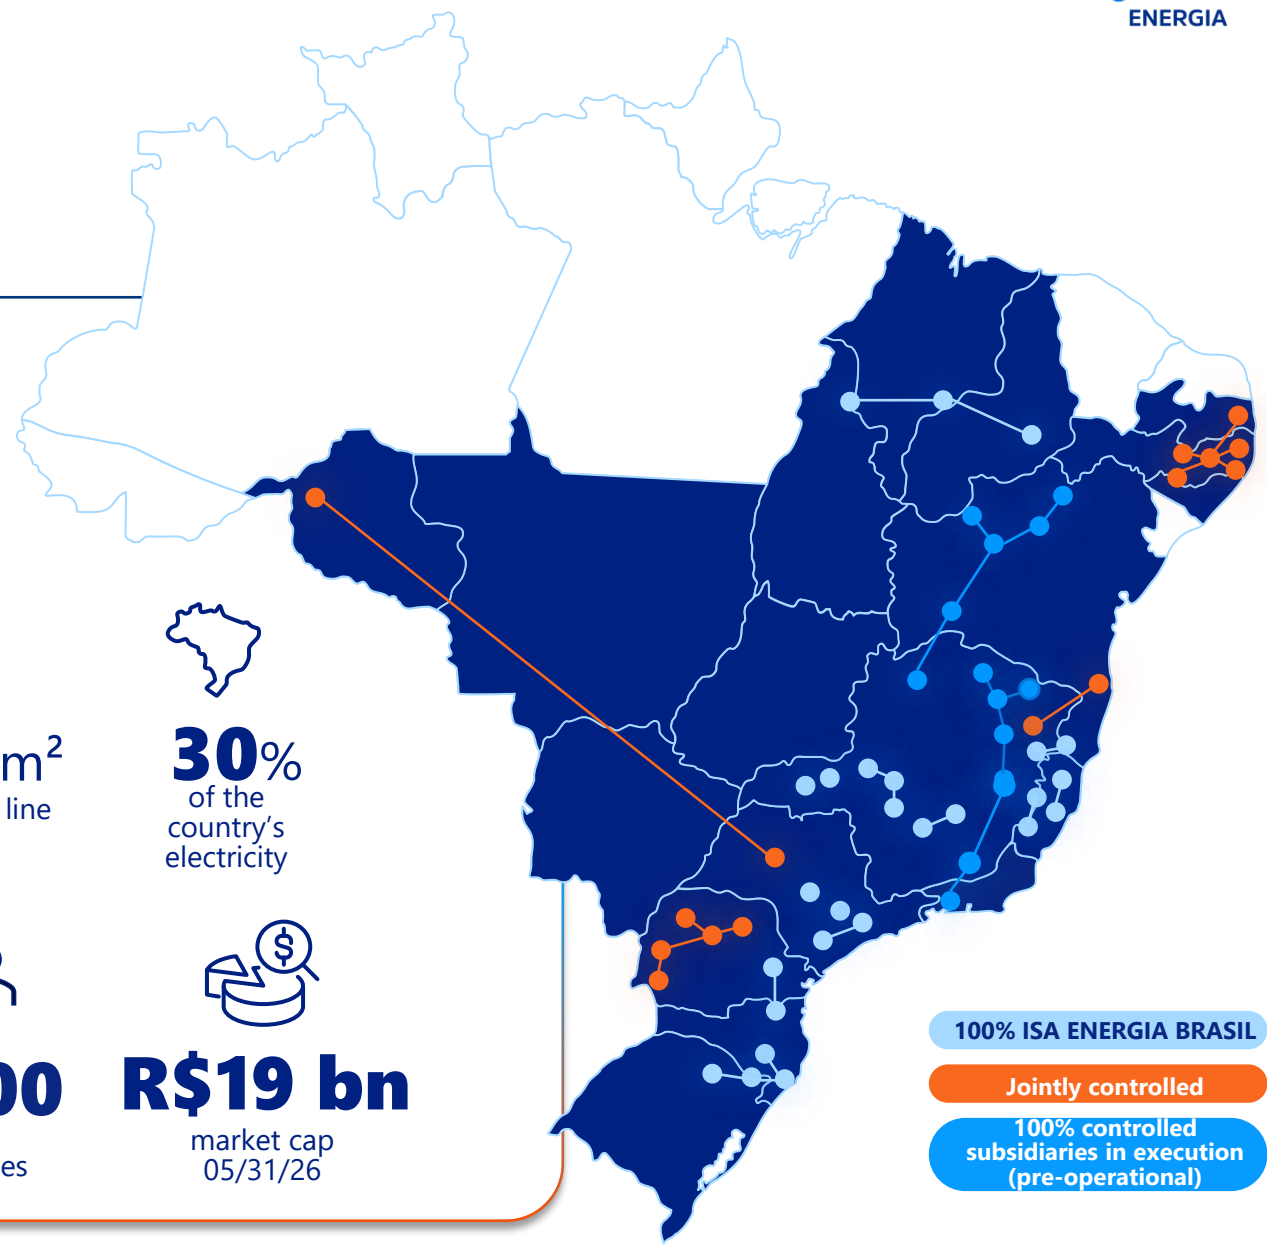 ENERGIA
m²
line
30%
of the
country's
electricity
00
es
R$19 bn
market cap
05/31/26
$
100% ISA ENERGIA BRASIL
Jointly controlled
100% controlled
subsidiaries in execution
(pre-operational)